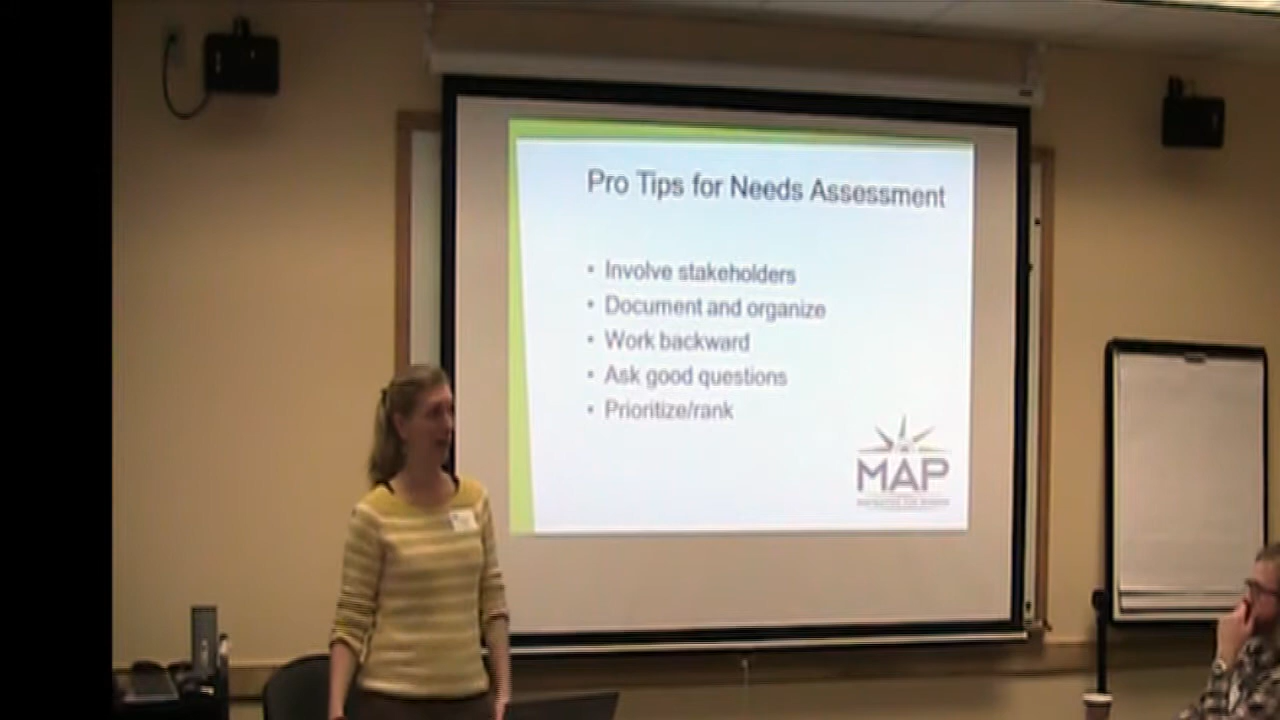 Pro Tips for Needs Assessment
• Involve stakeholders
• Document and organize
• Work backward
• Ask good questions
• Prioritize/rank
MAP